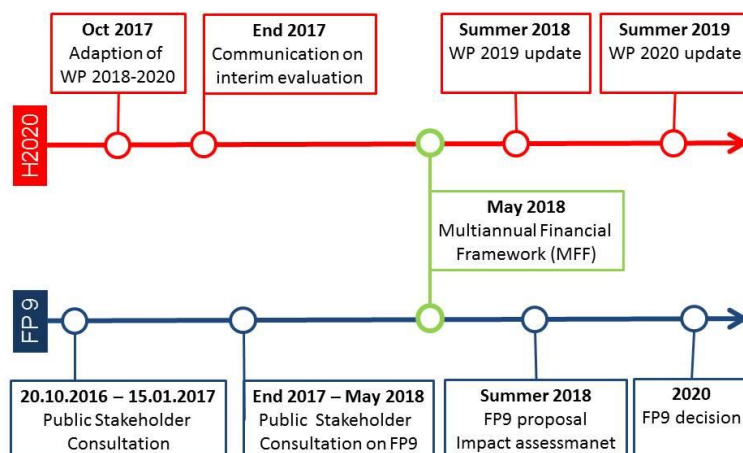 Oct 2017
Adaption of
WP 2018-2020
End 2017
Communication on
interim evaluation
Summer 2018
WP 2019 update
Summer 2019
WP 2020 update
H2020
May 2018
Multiannual Financial
Framework (MFF)
FP9
20.10.2016 – 15.01.2017
Public Stakeholder
Consultation
End 2017 – May 2018
Public Stakeholder
Consultation on FP9
Summer 2018
FP9 proposal
Impact assessmanet
2020
FP9 decision